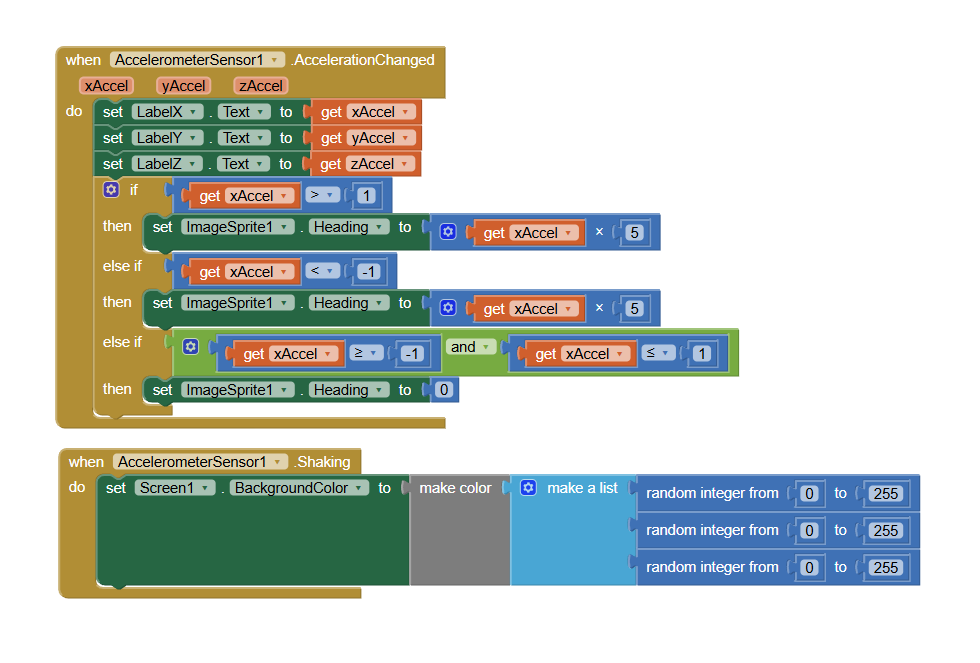 when AccelerometerSensor1 .AccelerationChanged
xAccel yAccel zAccel
do set LabelX . Text to get xAccel
set LabelY . Text to get yAccel
set LabelZ . Text to get zAccel
if get xAccel > 1
then set ImageSprite1 . Heading to get xAccel × 5
else if get xAccel < -1
then set ImageSprite1 . Heading to get xAccel × 5
else if get xAccel ≥ -1 and get xAccel ≤ 1
then set ImageSprite1 . Heading to 0
when AccelerometerSensor1 .Shaking
do set Screen1 . BackgroundColor to make color make a list random integer from 0 to 255
random integer from 0 to 255
random integer from 0 to 255